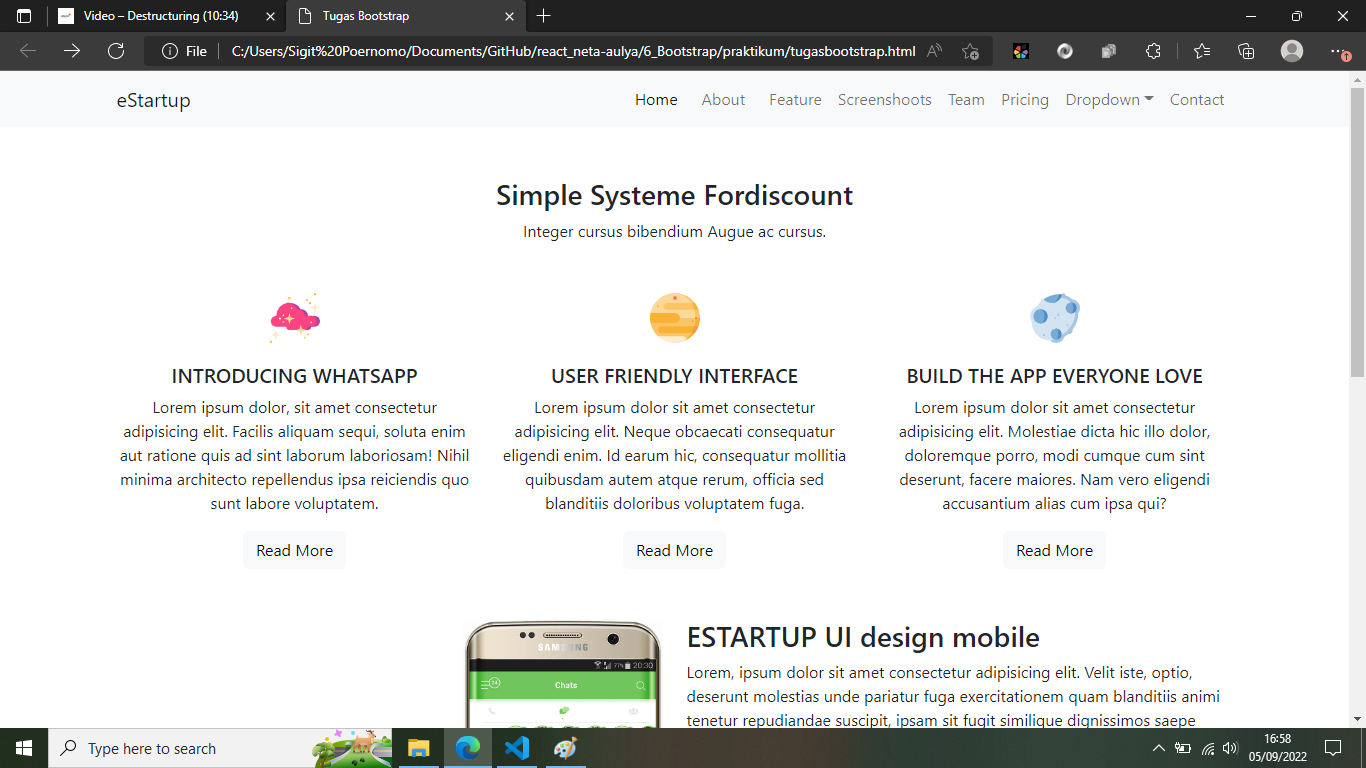 Video – Destructuring (10:34)
Tugas Bootstrap
File
C:/Users/Sigit%20Poernomo/Documents/GitHub/react_neta-aulya/6_Bootstrap/praktikum/tugasbootstrap.html
A
1
eStartup
Home About Feature Screenshoots Team Pricing Dropdown Contact
Simple Systeme Fordiscount
Integer cursus bibendium Augue ac cursus.
INTRODUCING WHATSAPP
Lorem ipsum dolor, sit amet consectetur
adipisicing elit. Facilis aliquam sequi, soluta enim
aut ratione quis ad sint laborum laboriosam! Nihil
minima architecto repellendus ipsa reiciendis quo
sunt labore voluptatem.
Read More
USER FRIENDLY INTERFACE
Lorem ipsum dolor sit amet consectetur
adipisicing elit. Neque obcaecati consequatur
eligendi enim. Id earum hic, consequatur mollitia
quibusdam autem atque rerum, officia sed
blanditiis doloribus voluptatem fuga.
Read More
BUILD THE APP EVERYONE LOVE
Lorem ipsum dolor sit amet consectetur
adipisicing elit. Molestiae dicta hic illo dolor,
doloremque porro, modi cumque cum sint
deserunt, facere maiores. Nam vero eligendi
accusantium alias cum ipsa qui?
Read More
SAMSUNG
77% 20:30
24
Chats
ESTARTUP UI design mobile
Lorem, ipsum dolor sit amet consectetur adipisicing elit. Velit iste, optio,
deserunt molestias unde pariatur fuga exercitationem quam blanditiis animi
tenetur repudiandae suscipit, ipsam sit fugit similique dignissimos saepe
Type here to search
16:58
05/09/2022